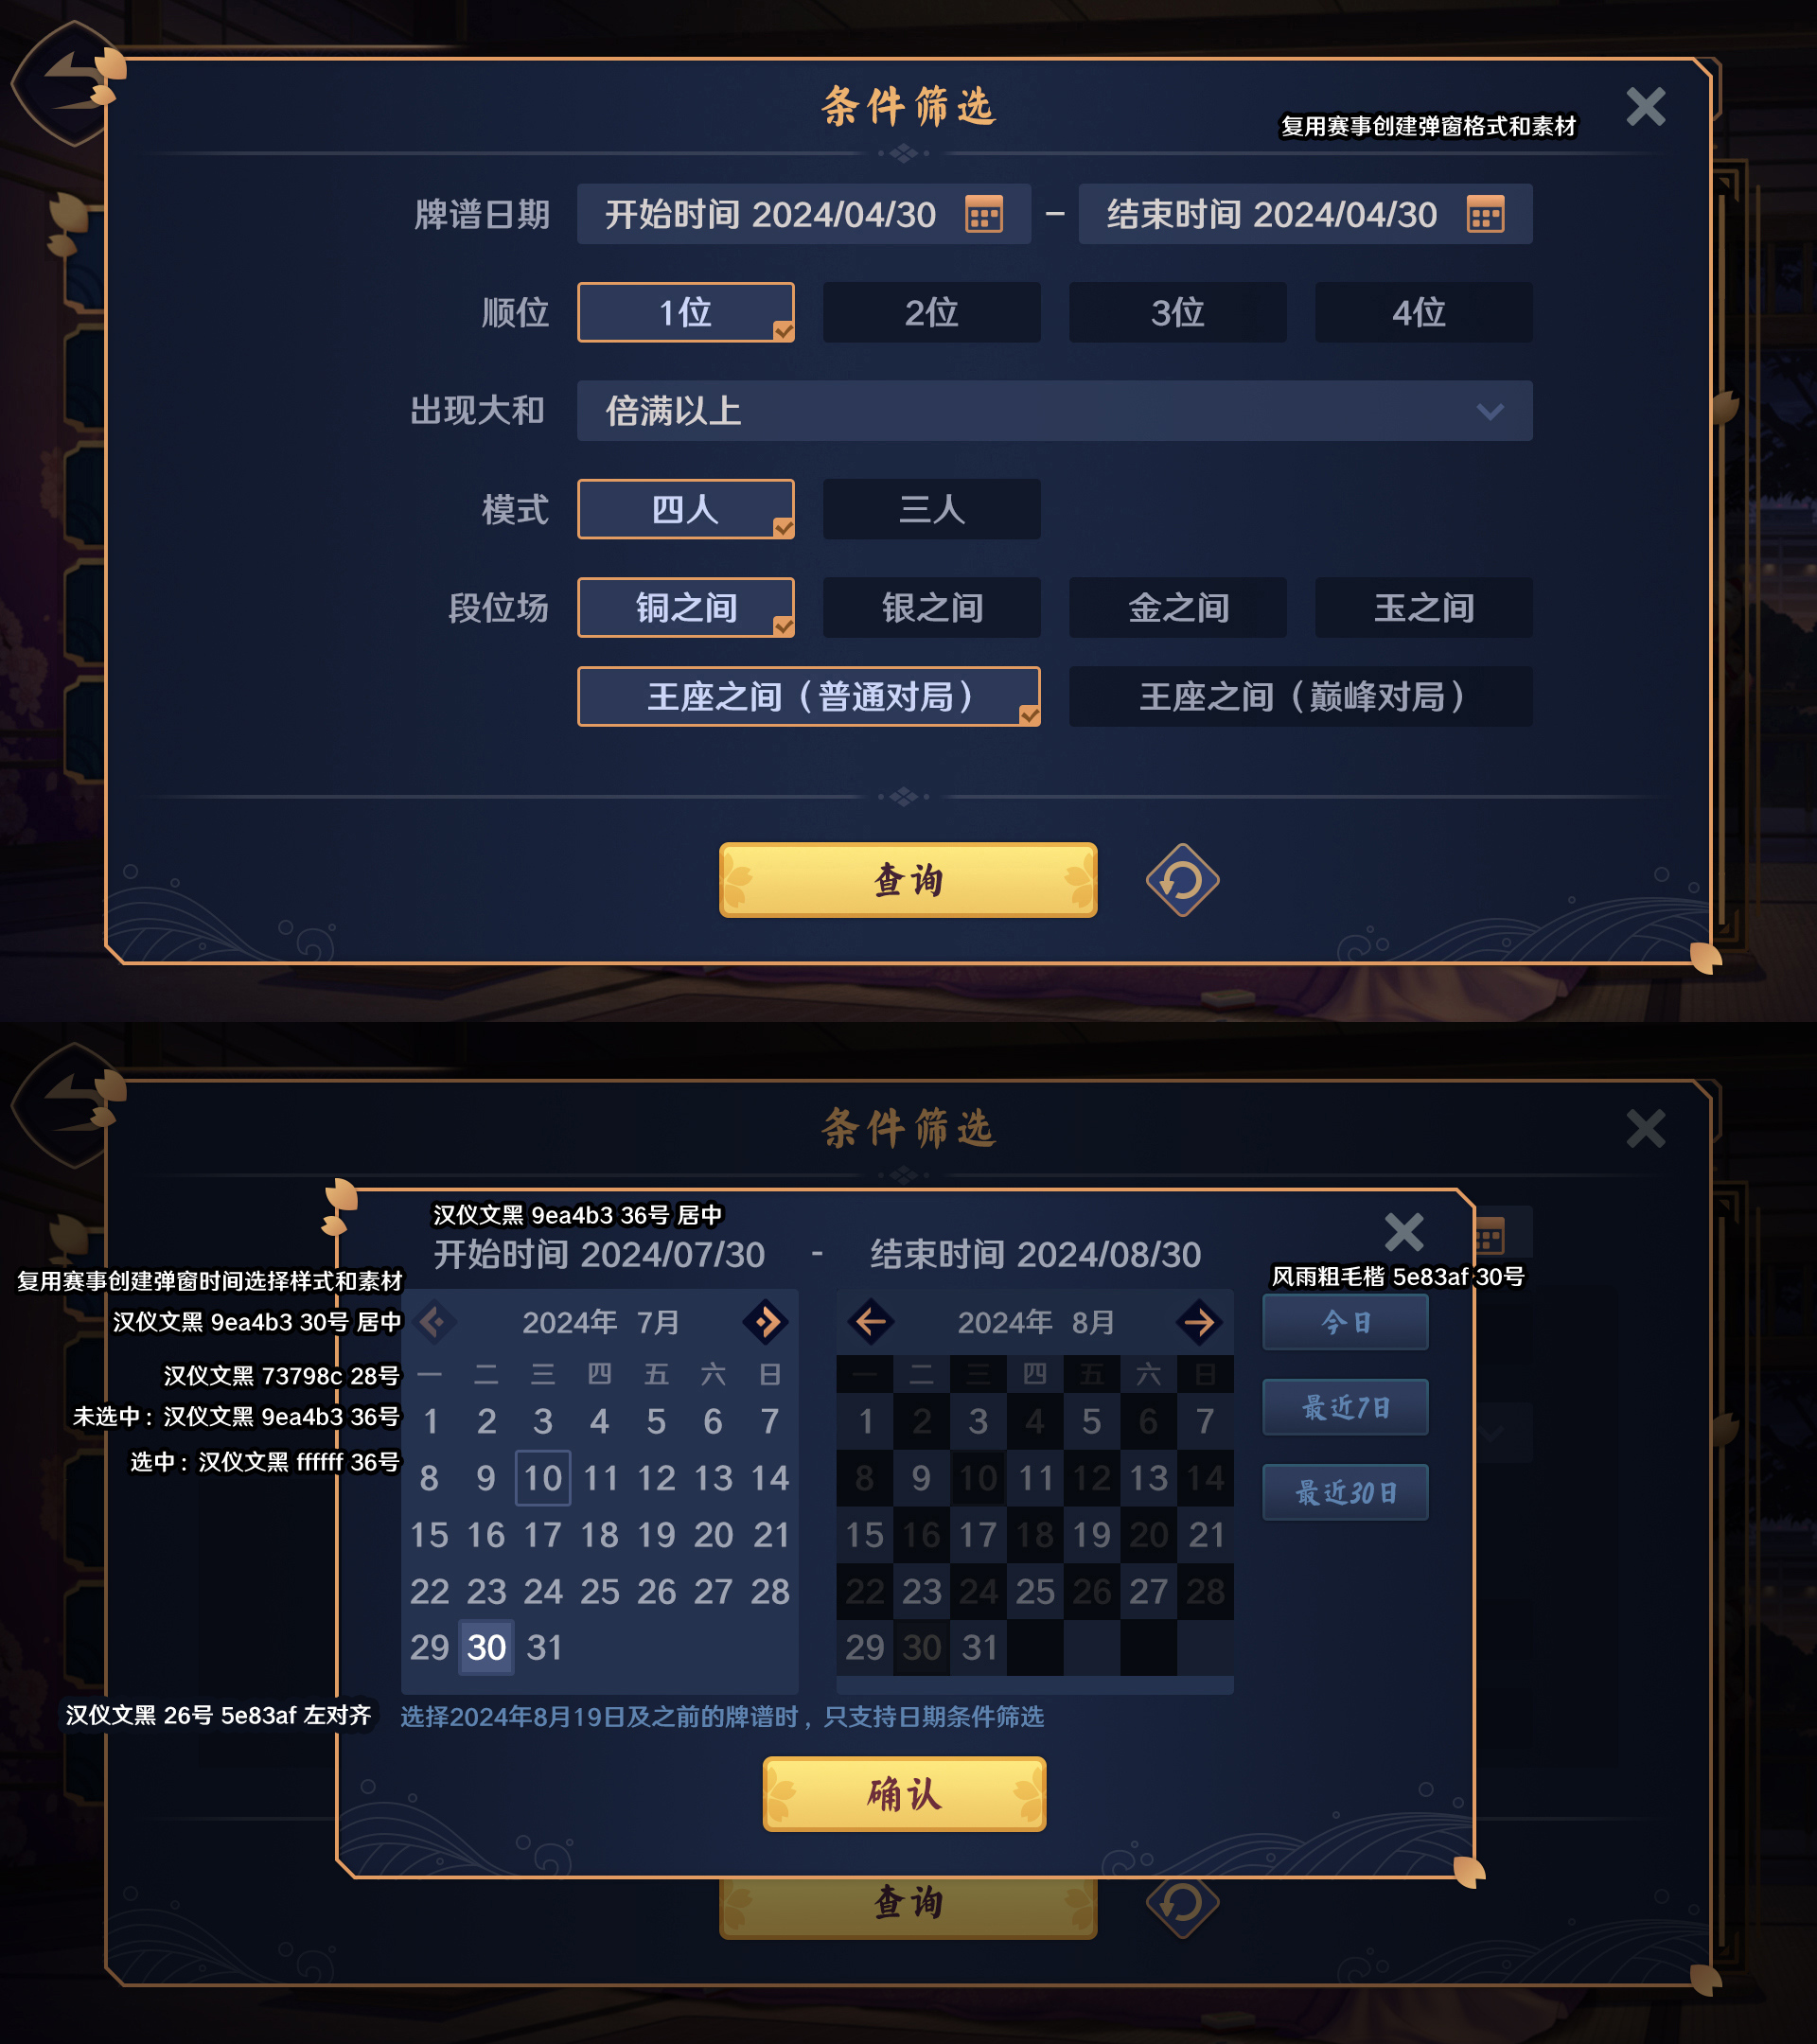 条件筛选
复用赛事创建弹窗格式和素材
牌谱日期 开始时间 2024/04/30 – 结束时间 2024/04/30
顺位 1位 2位 3位 4位
出现大和 倍满以上
模式 四人 三人
段位场 铜之间 银之间 金之间 玉之间
王座之间（普通对局） 王座之间（巅峰对局）
查询
条件筛选
汉仪文黑 9ea4b3 36号 居中
开始时间 2024/07/30 - 结束时间 2024/08/30
复用赛事创建弹窗时间选择样式和素材
风雨粗毛楷 5e83af 30号
汉仪文黑 9ea4b3 30号 居中
2024年 7月
2024年 8月
今日
汉仪文黑 73798c 28号
一 二 三 四 五 六 日
一 二 三 四 五 六 日
未选中：汉仪文黑 9ea4b3 36号
1 2 3 4 5 6 7
1 2 3 4 5 6 7
最近7日
选中：汉仪文黑 ffffff 36号
8 9 10 11 12 13 14
8 9 10 11 12 13 14
最近30日
15 16 17 18 19 20 21
15 16 17 18 19 20 21
22 23 24 25 26 27 28
22 23 24 25 26 27 28
29 30 31
29 30 31
汉仪文黑 26号 5e83af 左对齐
选择2024年8月19日及之前的牌谱时，只支持日期条件筛选
确认
查询